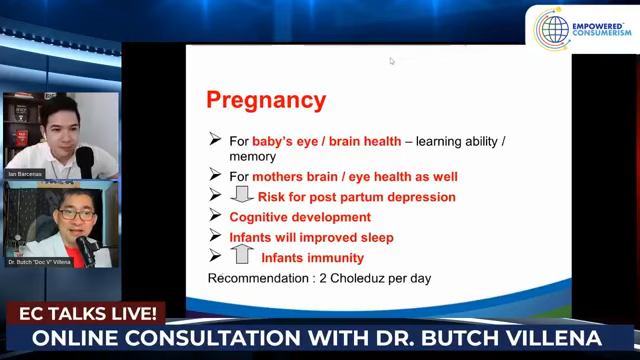 EMPOWERED
CONSUMERISM
Pregnancy
For baby's eye / brain health – learning ability /
memory
For mothers brain / eye health as well
Risk for post partum depression
Cognitive development
Infants will improved sleep
Infants immunity
Recommendation : 2 Choleduz per day
Ian Barcenas
Dr. Butch "Doc V" Villena
EC TALKS LIVE!
ONLINE CONSULTATION WITH DR. BUTCH VILLENA